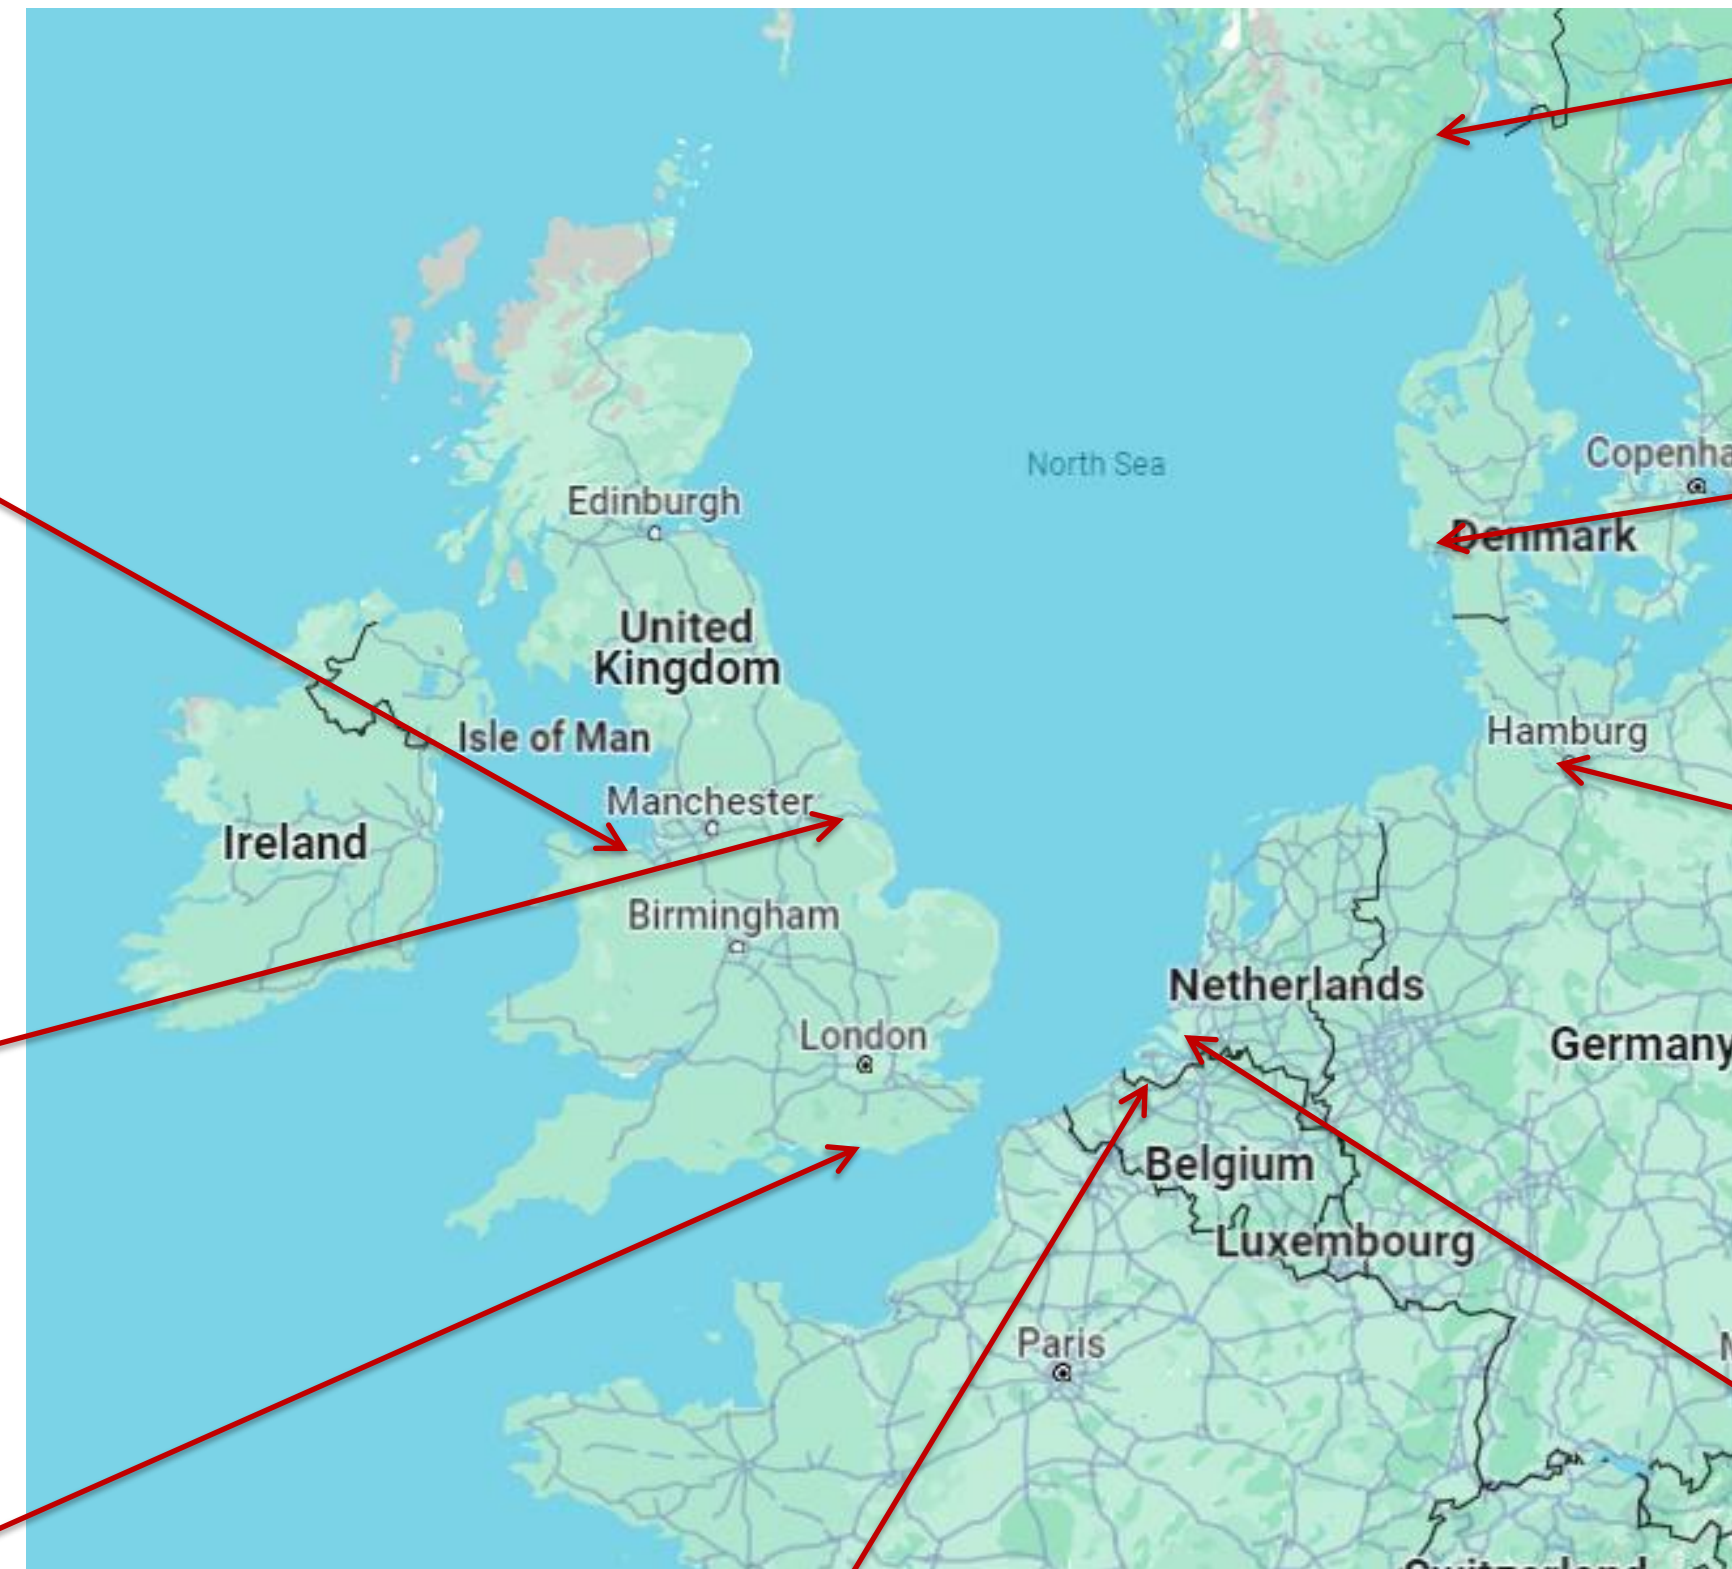 North Sea
Copenha
Edinburgh
Denmark
United
Kingdom
Isle of Man
Hamburg
Manchester
Ireland
Birmingham
Netherlands
London
Germany
Belgium
Luxembourg
Paris
M
Switzerland